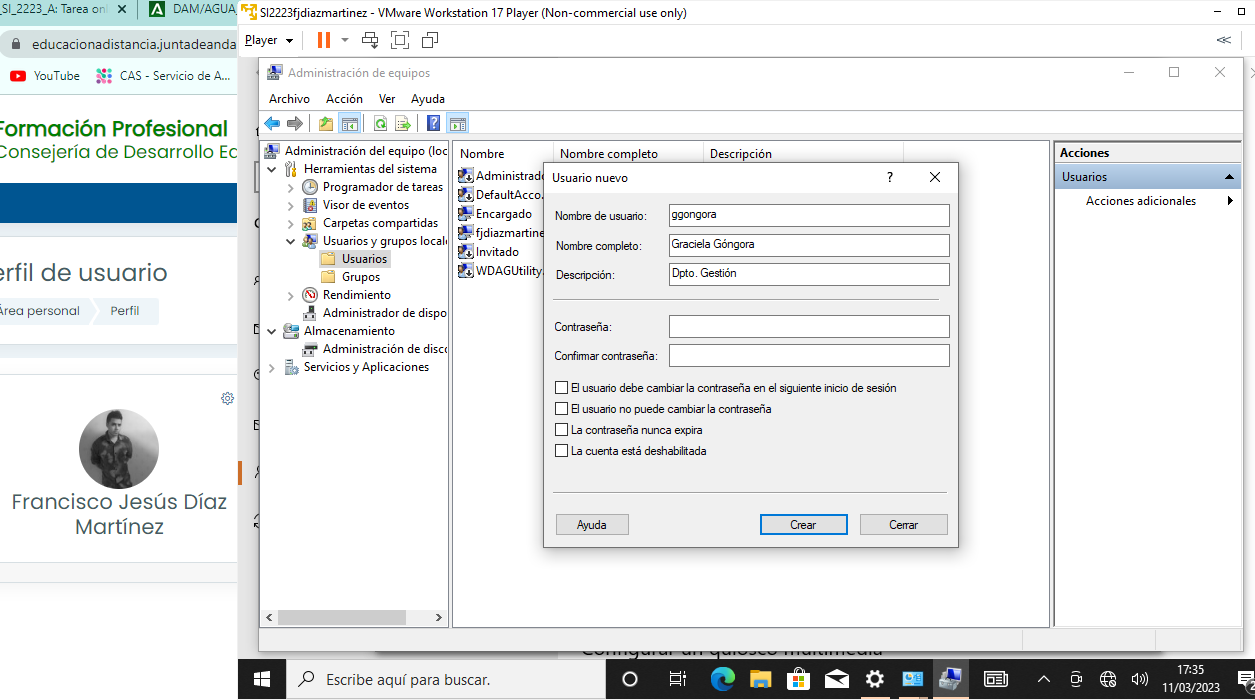 _SI_2223_A: Tarea onl
DAM/AGUA_
SI2223fjdiazmartinez - VMware Workstation 17 Player (Non-commercial use only)
educacionadistancia.juntadeanda
Player
YouTube
CAS - Servicio de A...
Administración de equipos
Archivo Acción Ver Ayuda
Formación Profesional
Consejería de Desarrollo Ed
erfil de usuario
Área personal
Perfil
Francisco Jesús Díaz
Martínez
Administración del equipo (loc
Herramientas del sistema
Programador de tareas
Visor de eventos
Carpetas compartidas
Usuarios y grupos locale
Usuarios
Grupos
Rendimiento
Administrador de dispo
Almacenamiento
Administración de disco
Servicios y Aplicaciones
Nombre Nombre completo Descripción
Administrado
DefaultAcco.
Encargado
fjdiazmartine
Invitado
WDAGUtility.
Usuario nuevo
?
Nombre de usuario: ggongora
Nombre completo: Graciela Góngora
Descripción: Dpto. Gestión
Contraseña:
Confirmar contraseña:
El usuario debe cambiar la contraseña en el siguiente inicio de sesión
El usuario no puede cambiar la contraseña
La contraseña nunca expira
La cuenta está deshabilitada
Ayuda
Crear
Cerrar
Acciones
Usuarios
Acciones adicionales
Configurar un quiosco multimedia
Escribe aquí para buscar.
17:35
11/03/2023